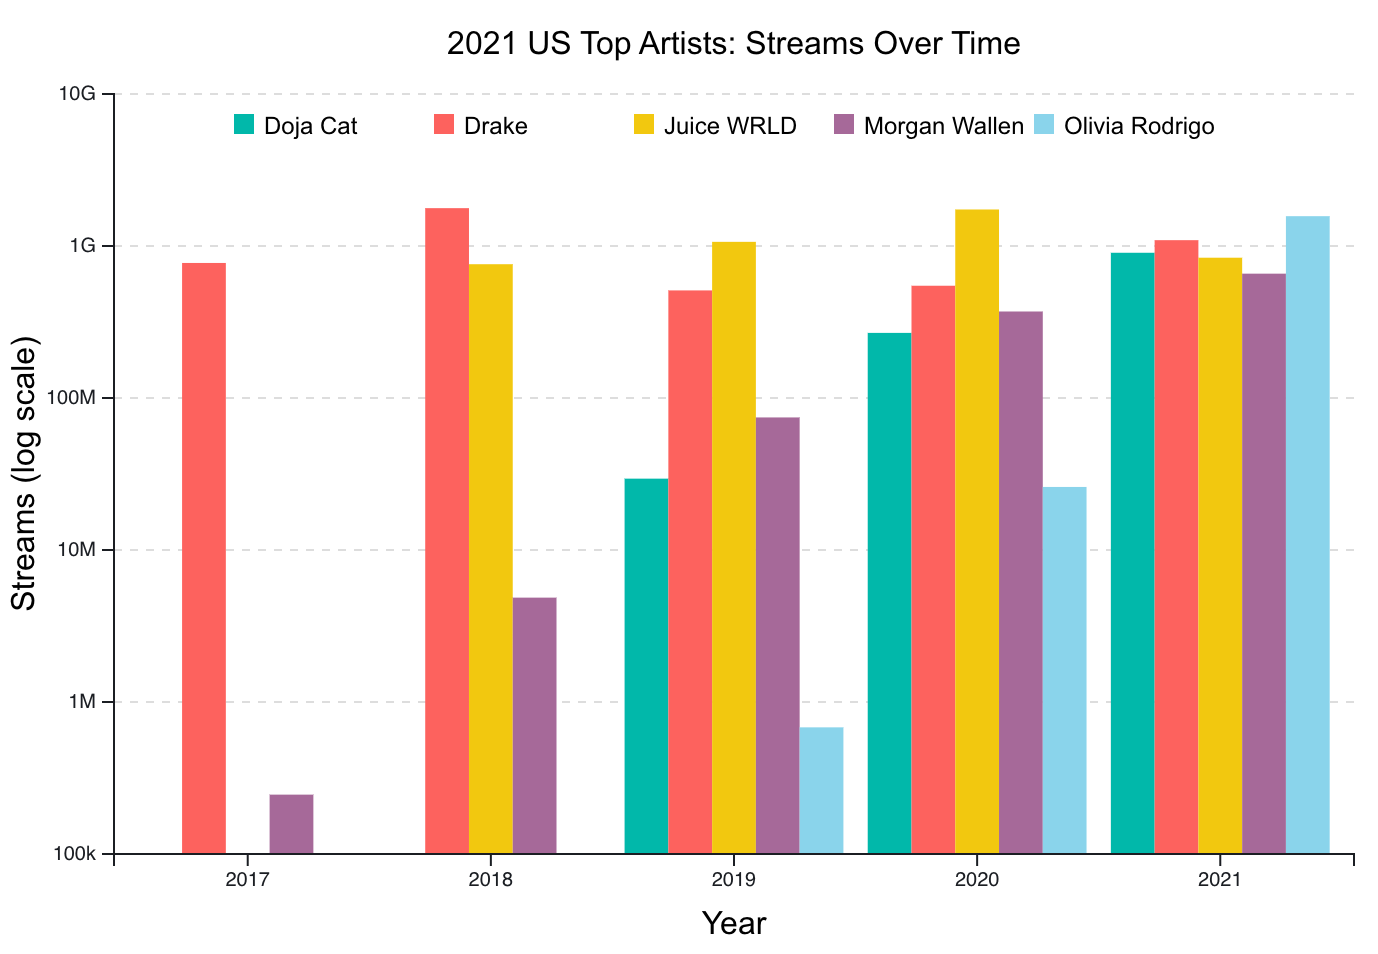 2021 US Top Artists: Streams Over Time
10G
Doja Cat Drake Juice WRLD Morgan Wallen Olivia Rodrigo
1G
100M
10M
1M
100k
Streams (log scale)
2017 2018 2019 2020 2021
Year